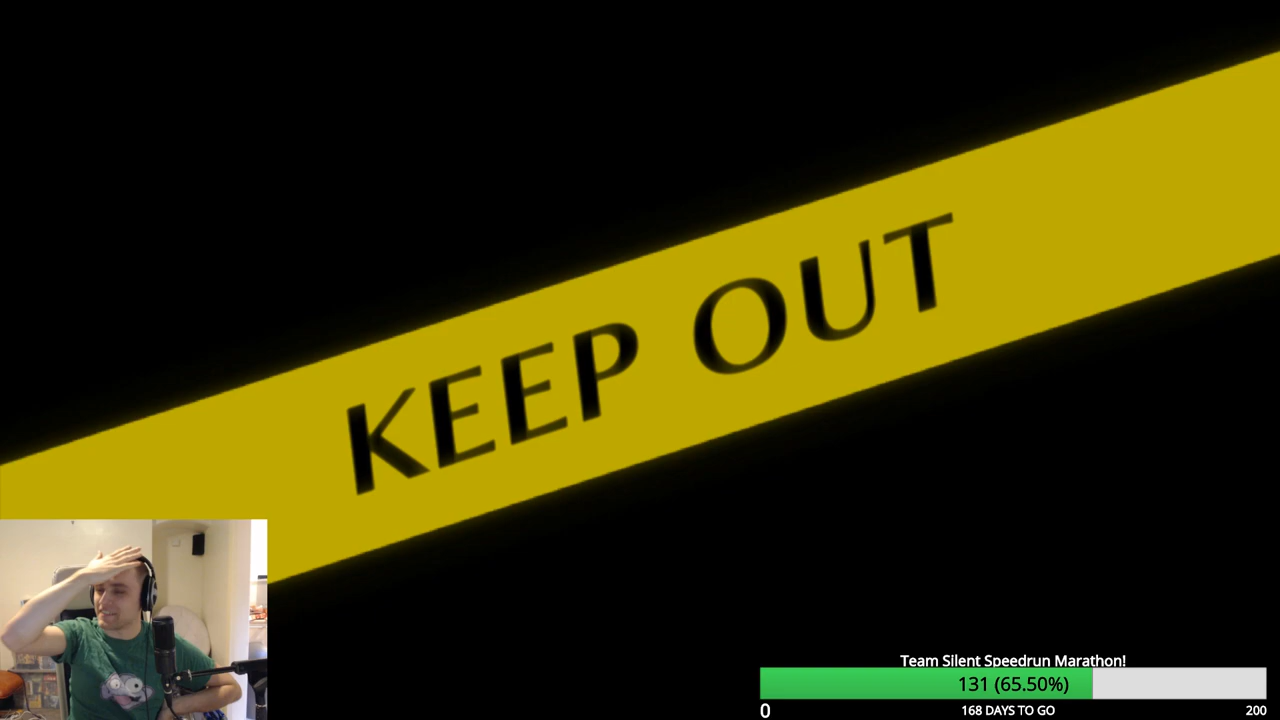 KEEP OUT
Team Silent Speedrun Marathon!
131 (65.50%)
0
168 DAYS TO GO
200